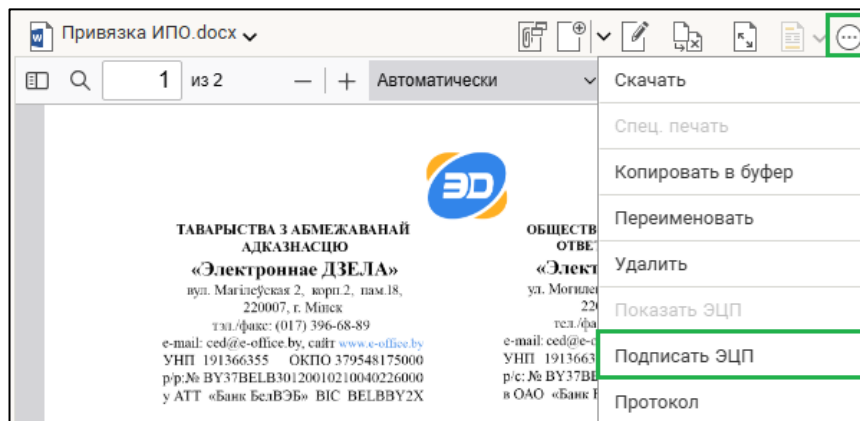 Привязка ИПО.docx
1 из 2 Автоматически
Скачать
Спец. печать
Копировать в буфер
Переименовать
Удалить
Показать ЭЦП
Подписать ЭЦП
Протокол
ЭD
ТАВАРЫСТВА З АБМЕЖАВАНАЙ
АДКАЗНАСЦЮ
«Электроннае ДЗЕЛА»
вул. Магілеўская 2, корп.2, пам.18,
220007, г. Мінск
тэл./факс: (017) 396-68-89
e-mail: ced@e-office.by, сайт www.e-office.by
УНП 191366355 ОКПО 379548175000
р/р:№ BY37BELB30120010210040226000
у АТТ «Банк БелВЭБ» BIC BELBBY2X
ОБЩЕСТВ
ОТВЕТ
«Элект
ул. Могилев
220
тел./фа
e-mail: ced@e-o
УНП 1913663
р/с: № BY37BE
в ОАО «Банк Б